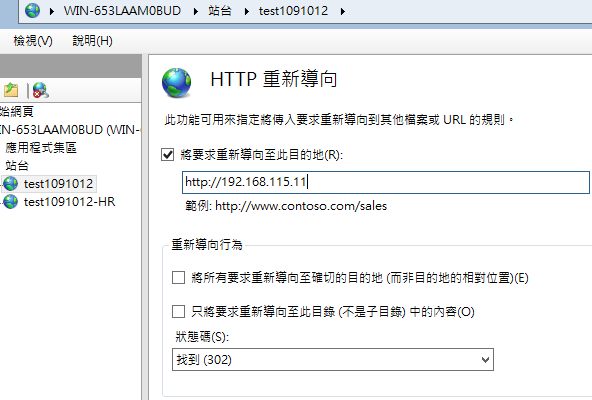 WIN-653LAAM0BUD ▸ 站台 ▸ test1091012 ▸
檢視(V) 說明(H)
始網頁
IN-653LAAM0BUD (WIN-
應用程式集區
站台
test1091012
test1091012-HR
HTTP 重新導向
此功能可用來指定將傳入要求重新導向到其他檔案或 URL 的規則。
將要求重新導向至此目的地(R):
http://192.168.115.11
範例: http://www.contoso.com/sales
重新導向行為
將所有要求重新導向至確切的目的地 (而非目的地的相對位置)(E)
只將要求重新導向至此目錄 (不是子目錄) 中的內容(O)
狀態碼(S):
找到 (302)